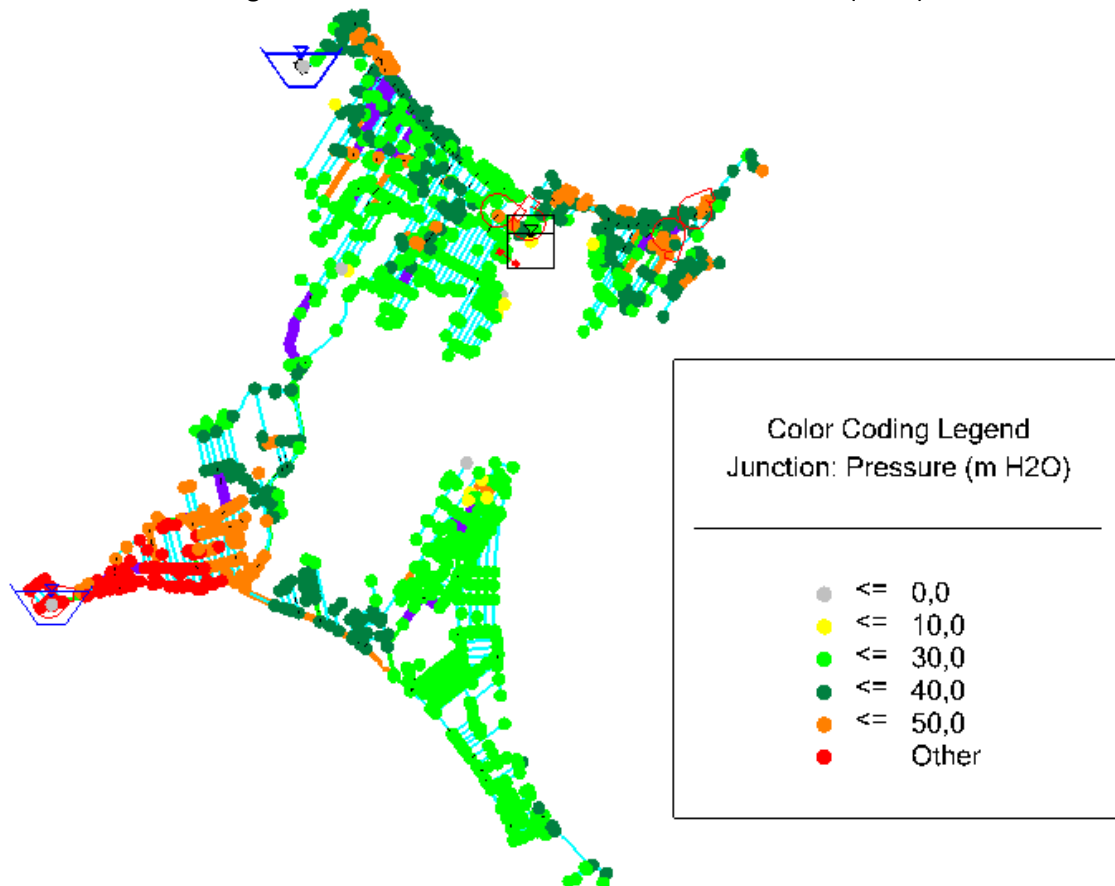 Color Coding Legend
Junction: Pressure (m H2O)
<= 0,0
<= 10,0
<= 30,0
<= 40,0
<= 50,0
Other